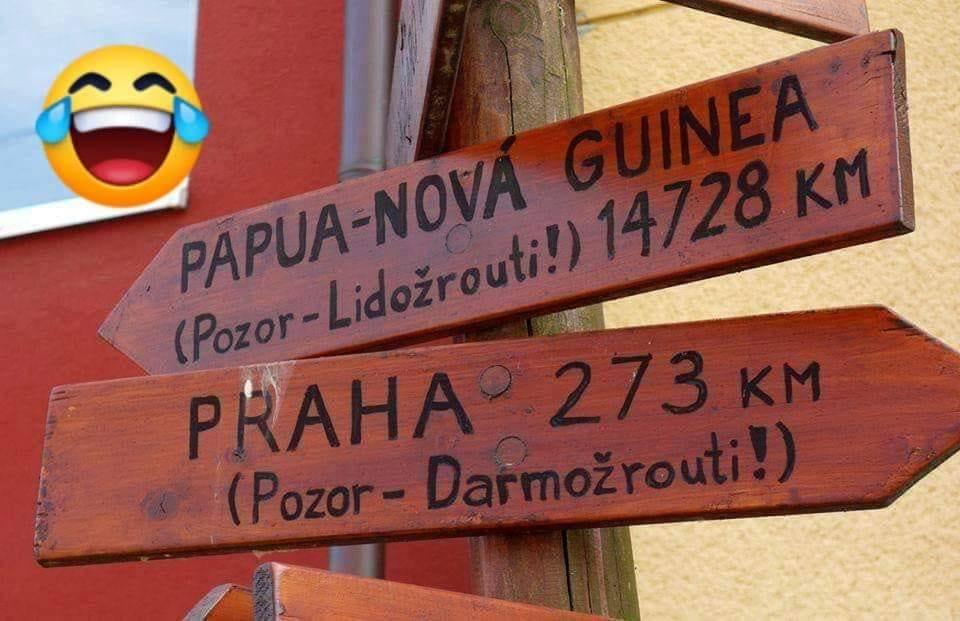 PAPUA-NOVÁ GUINEA
(Pozor-Lidožrouti!) 14728 KM
PRAHA 273 KM
(Pozor- Darmožrouti!)